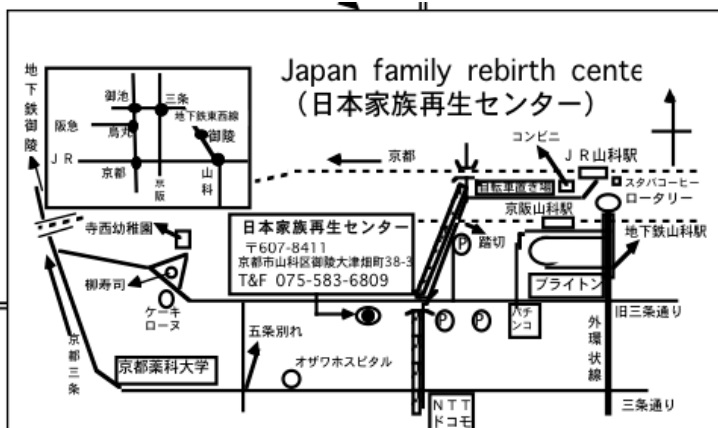 Japan family rebirth cente
（日本家族再生センター）
地下鉄御陵
御池
三条
地下鉄東西線
阪急
烏丸
御陵
ＪＲ
京都
京阪
山科
京都
コンビニ
ＪＲ山科駅
自転車置き場
スタバコーヒー
ロータリー
京阪山科駅
寺西幼稚園
日本家族再生センター
〒607-8411
京都市山科区御陵大津畑町38-3
T&F 075-583-6809
踏切
Ⓟ
地下鉄山科駅
柳寿司
ブライトン
ケーキ
ローヌ
Ⓟ
Ⓟ
パチ
ンコ
旧三条通り
京都三条
五条別れ
外環状線
オザワホスピタル
京都薬科大学
ＮＴＴ
ドコモ
三条通り